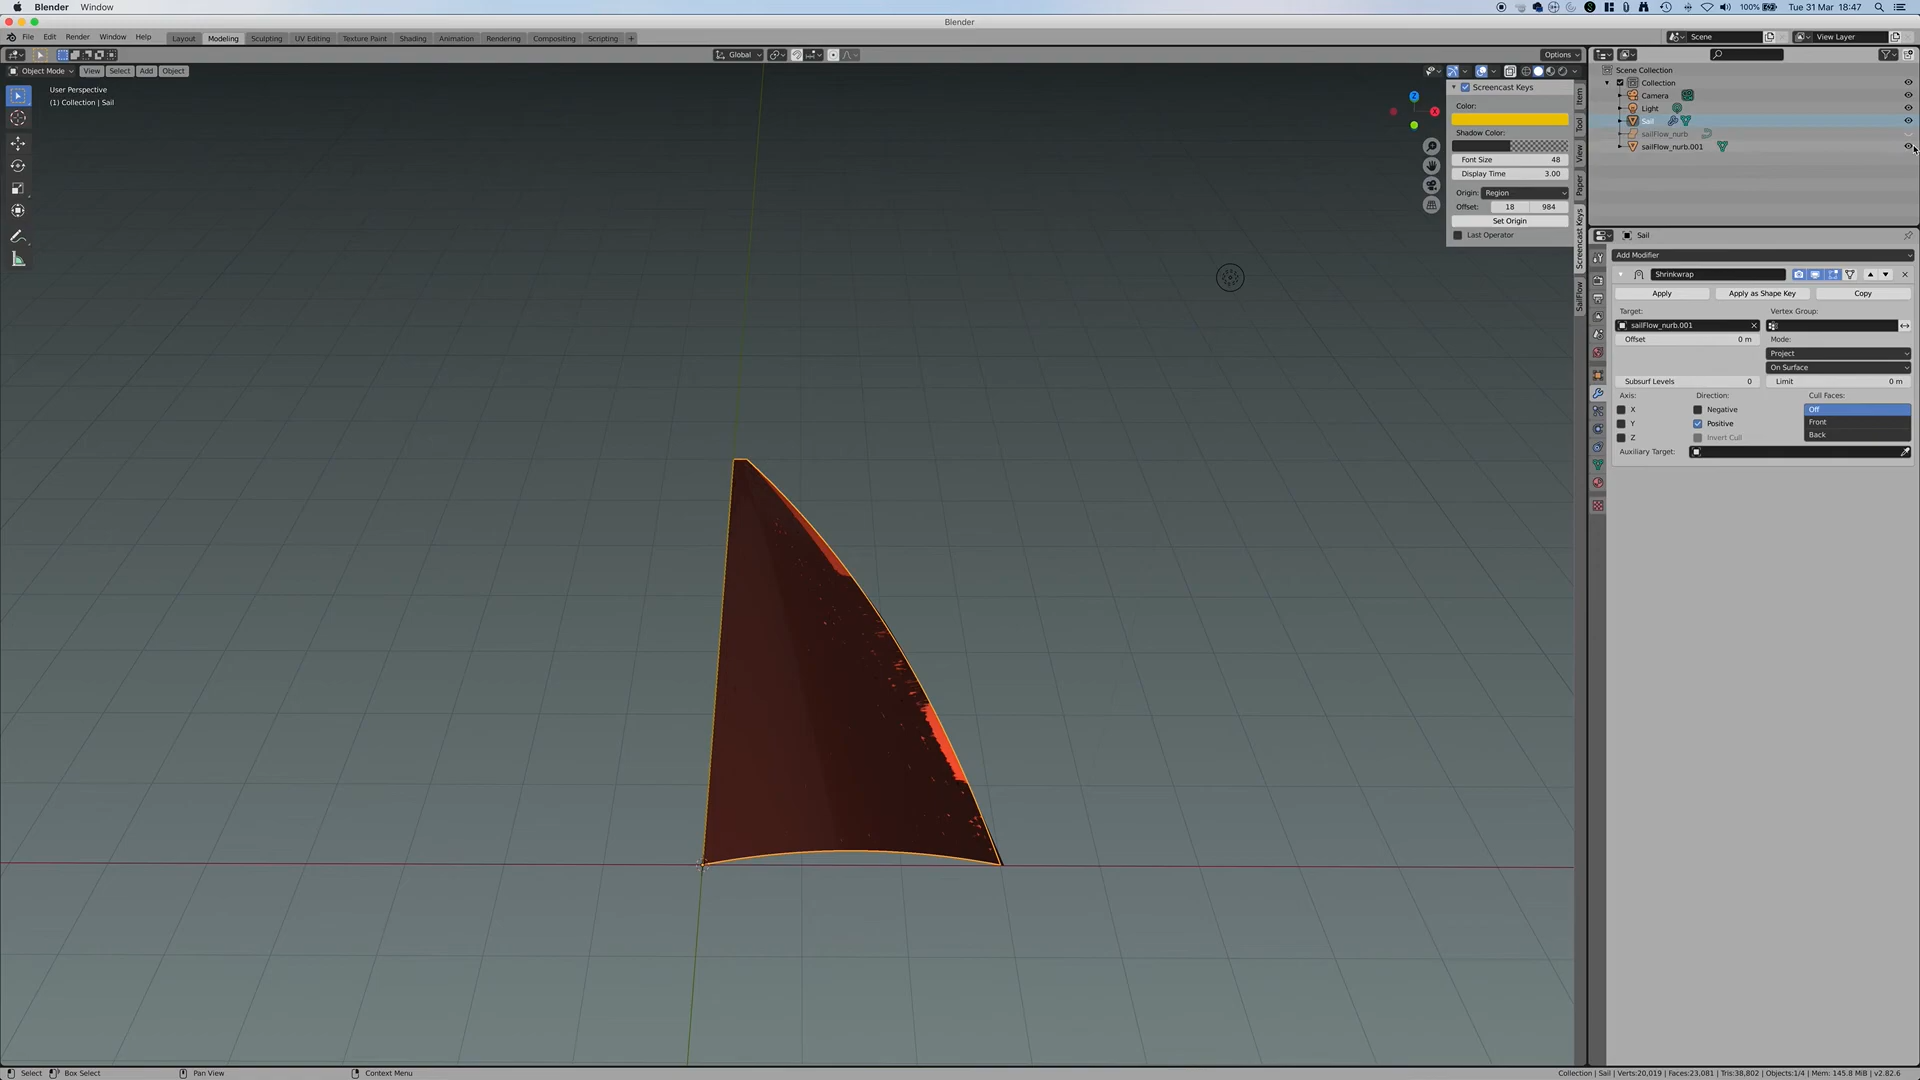 Blender Window 100% Tue 31 Mar 18:47
Blender
File Edit Render Window Help Layout Modeling Sculpting UV Editing Texture Paint Shading Animation Rendering Compositing Scripting + Scene View Layer
Global Options
Object Mode View Select Add Object
User Perspective
(1) Collection | Sail
Screencast Keys
Color:
Shadow Color:
Font Size 48
Display Time 3.00
Origin: Region
Offset: 18 984
Set Origin
Last Operator
Item
Tool
View
Paper
Screencast Keys
SailFlow
Scene Collection
Collection
Camera
Light
Sail
sailFlow_nurb
sailFlow_nurb.001
Sail
Add Modifier
Shrinkwrap
Apply Apply as Shape Key Copy
Target: Vertex Group:
sailFlow_nurb.001
Offset 0 m Mode:
Project
On Surface
Subsurf Levels 0 Limit 0 m
Axis: Direction: Cull Faces:
X Negative Off
Y Positive Front
Z Invert Cull Back
Auxiliary Target:
Select Box Select Pan View Context Menu Collection | Sail | Verts:20,019 | Faces:23,081 | Tris:38,802 | Objects:1/4 | Mem: 145.8 MiB | v2.82.6